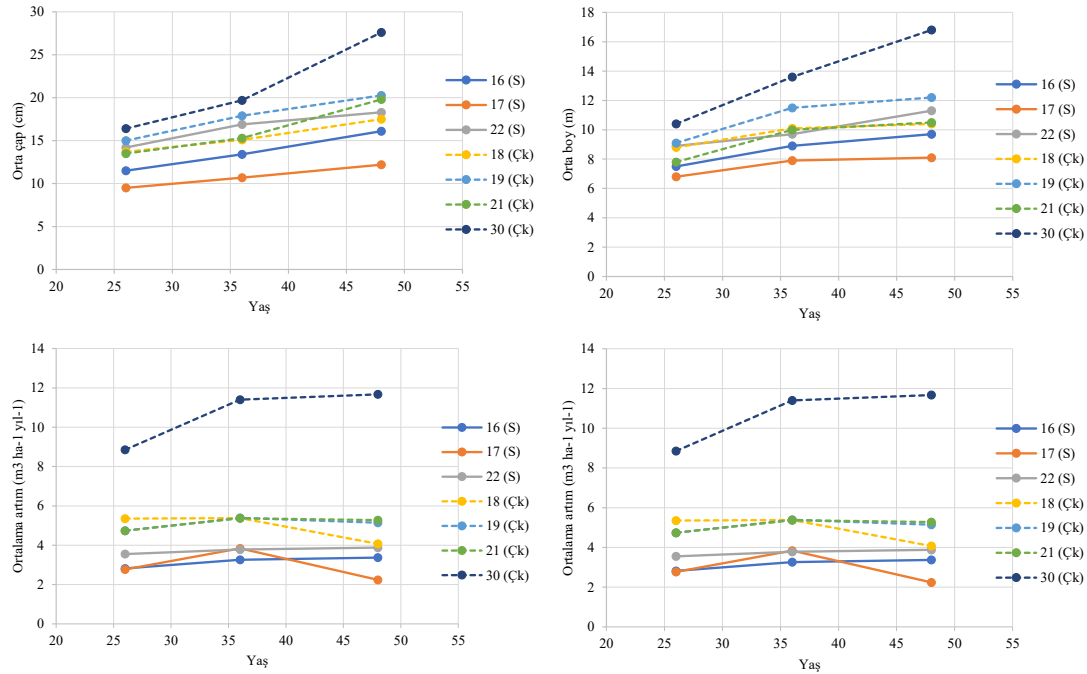 Orta çap (cm)
30
25
20
15
10
5
0
20 25 30 35 40 45 50 55
Yaş
16 (S)
17 (S)
22 (S)
18 (Çk)
19 (Çk)
21 (Çk)
30 (Çk)
Orta boy (m)
18
16
14
12
10
8
6
4
2
0
20 25 30 35 40 45 50 55
Yaş
16 (S)
17 (S)
22 (S)
18 (Çk)
19 (Çk)
21 (Çk)
30 (Çk)
Ortalama artırım (m3 ha-1 yıl-1)
14
12
10
8
6
4
2
0
20 25 30 35 40 45 50 55
Yaş
16 (S)
17 (S)
22 (S)
18 (Çk)
19 (Çk)
21 (Çk)
30 (Çk)
Ortalama artırım (m3 ha-1 yıl-1)
14
12
10
8
6
4
2
0
20 25 30 35 40 45 50 55
Yaş
16 (S)
17 (S)
22 (S)
18 (Çk)
19 (Çk)
21 (Çk)
30 (Çk)